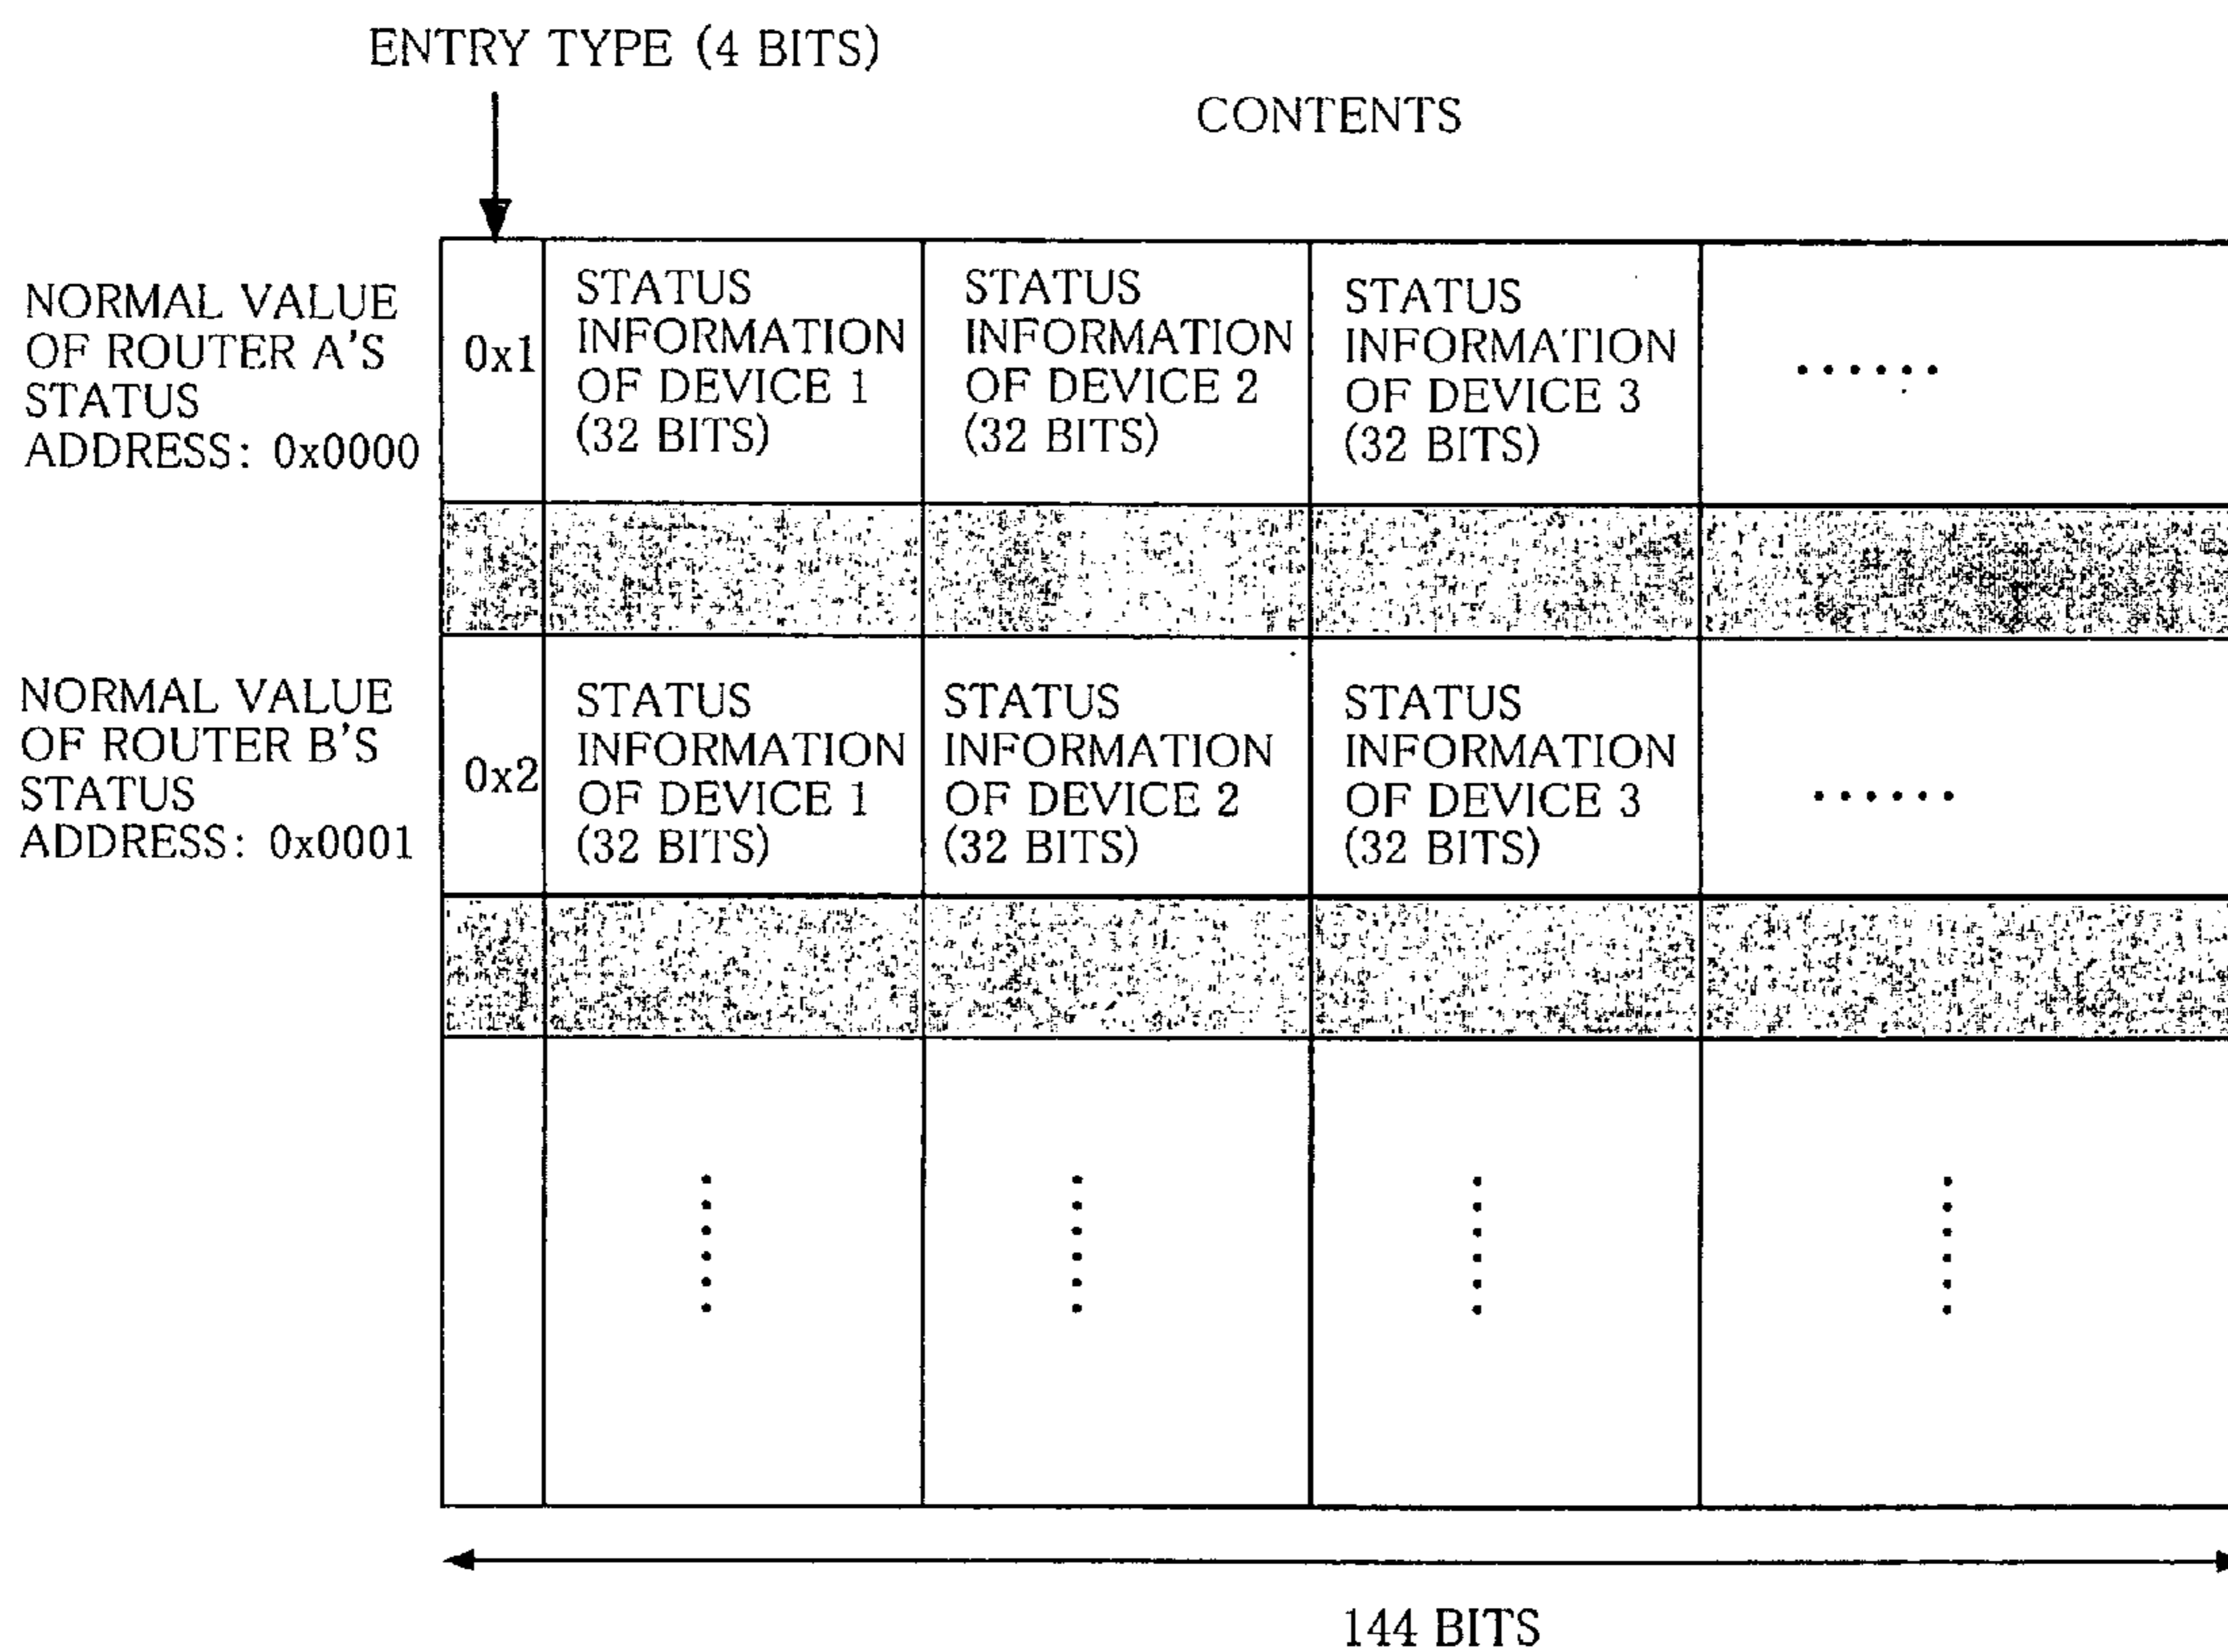 ENTRY TYPE (4 BITS)
CONTENTS
NORMAL VALUE
OF ROUTER A'S
STATUS
ADDRESS: 0x0000
0x1
STATUS
INFORMATION
OF DEVICE 1
(32 BITS)
STATUS
INFORMATION
OF DEVICE 2
(32 BITS)
STATUS
INFORMATION
OF DEVICE 3
(32 BITS)
......
NORMAL VALUE
OF ROUTER B'S
STATUS
ADDRESS: 0x0001
0x2
STATUS
INFORMATION
OF DEVICE 1
(32 BITS)
STATUS
INFORMATION
OF DEVICE 2
(32 BITS)
STATUS
INFORMATION
OF DEVICE 3
(32 BITS)
......
144 BITS